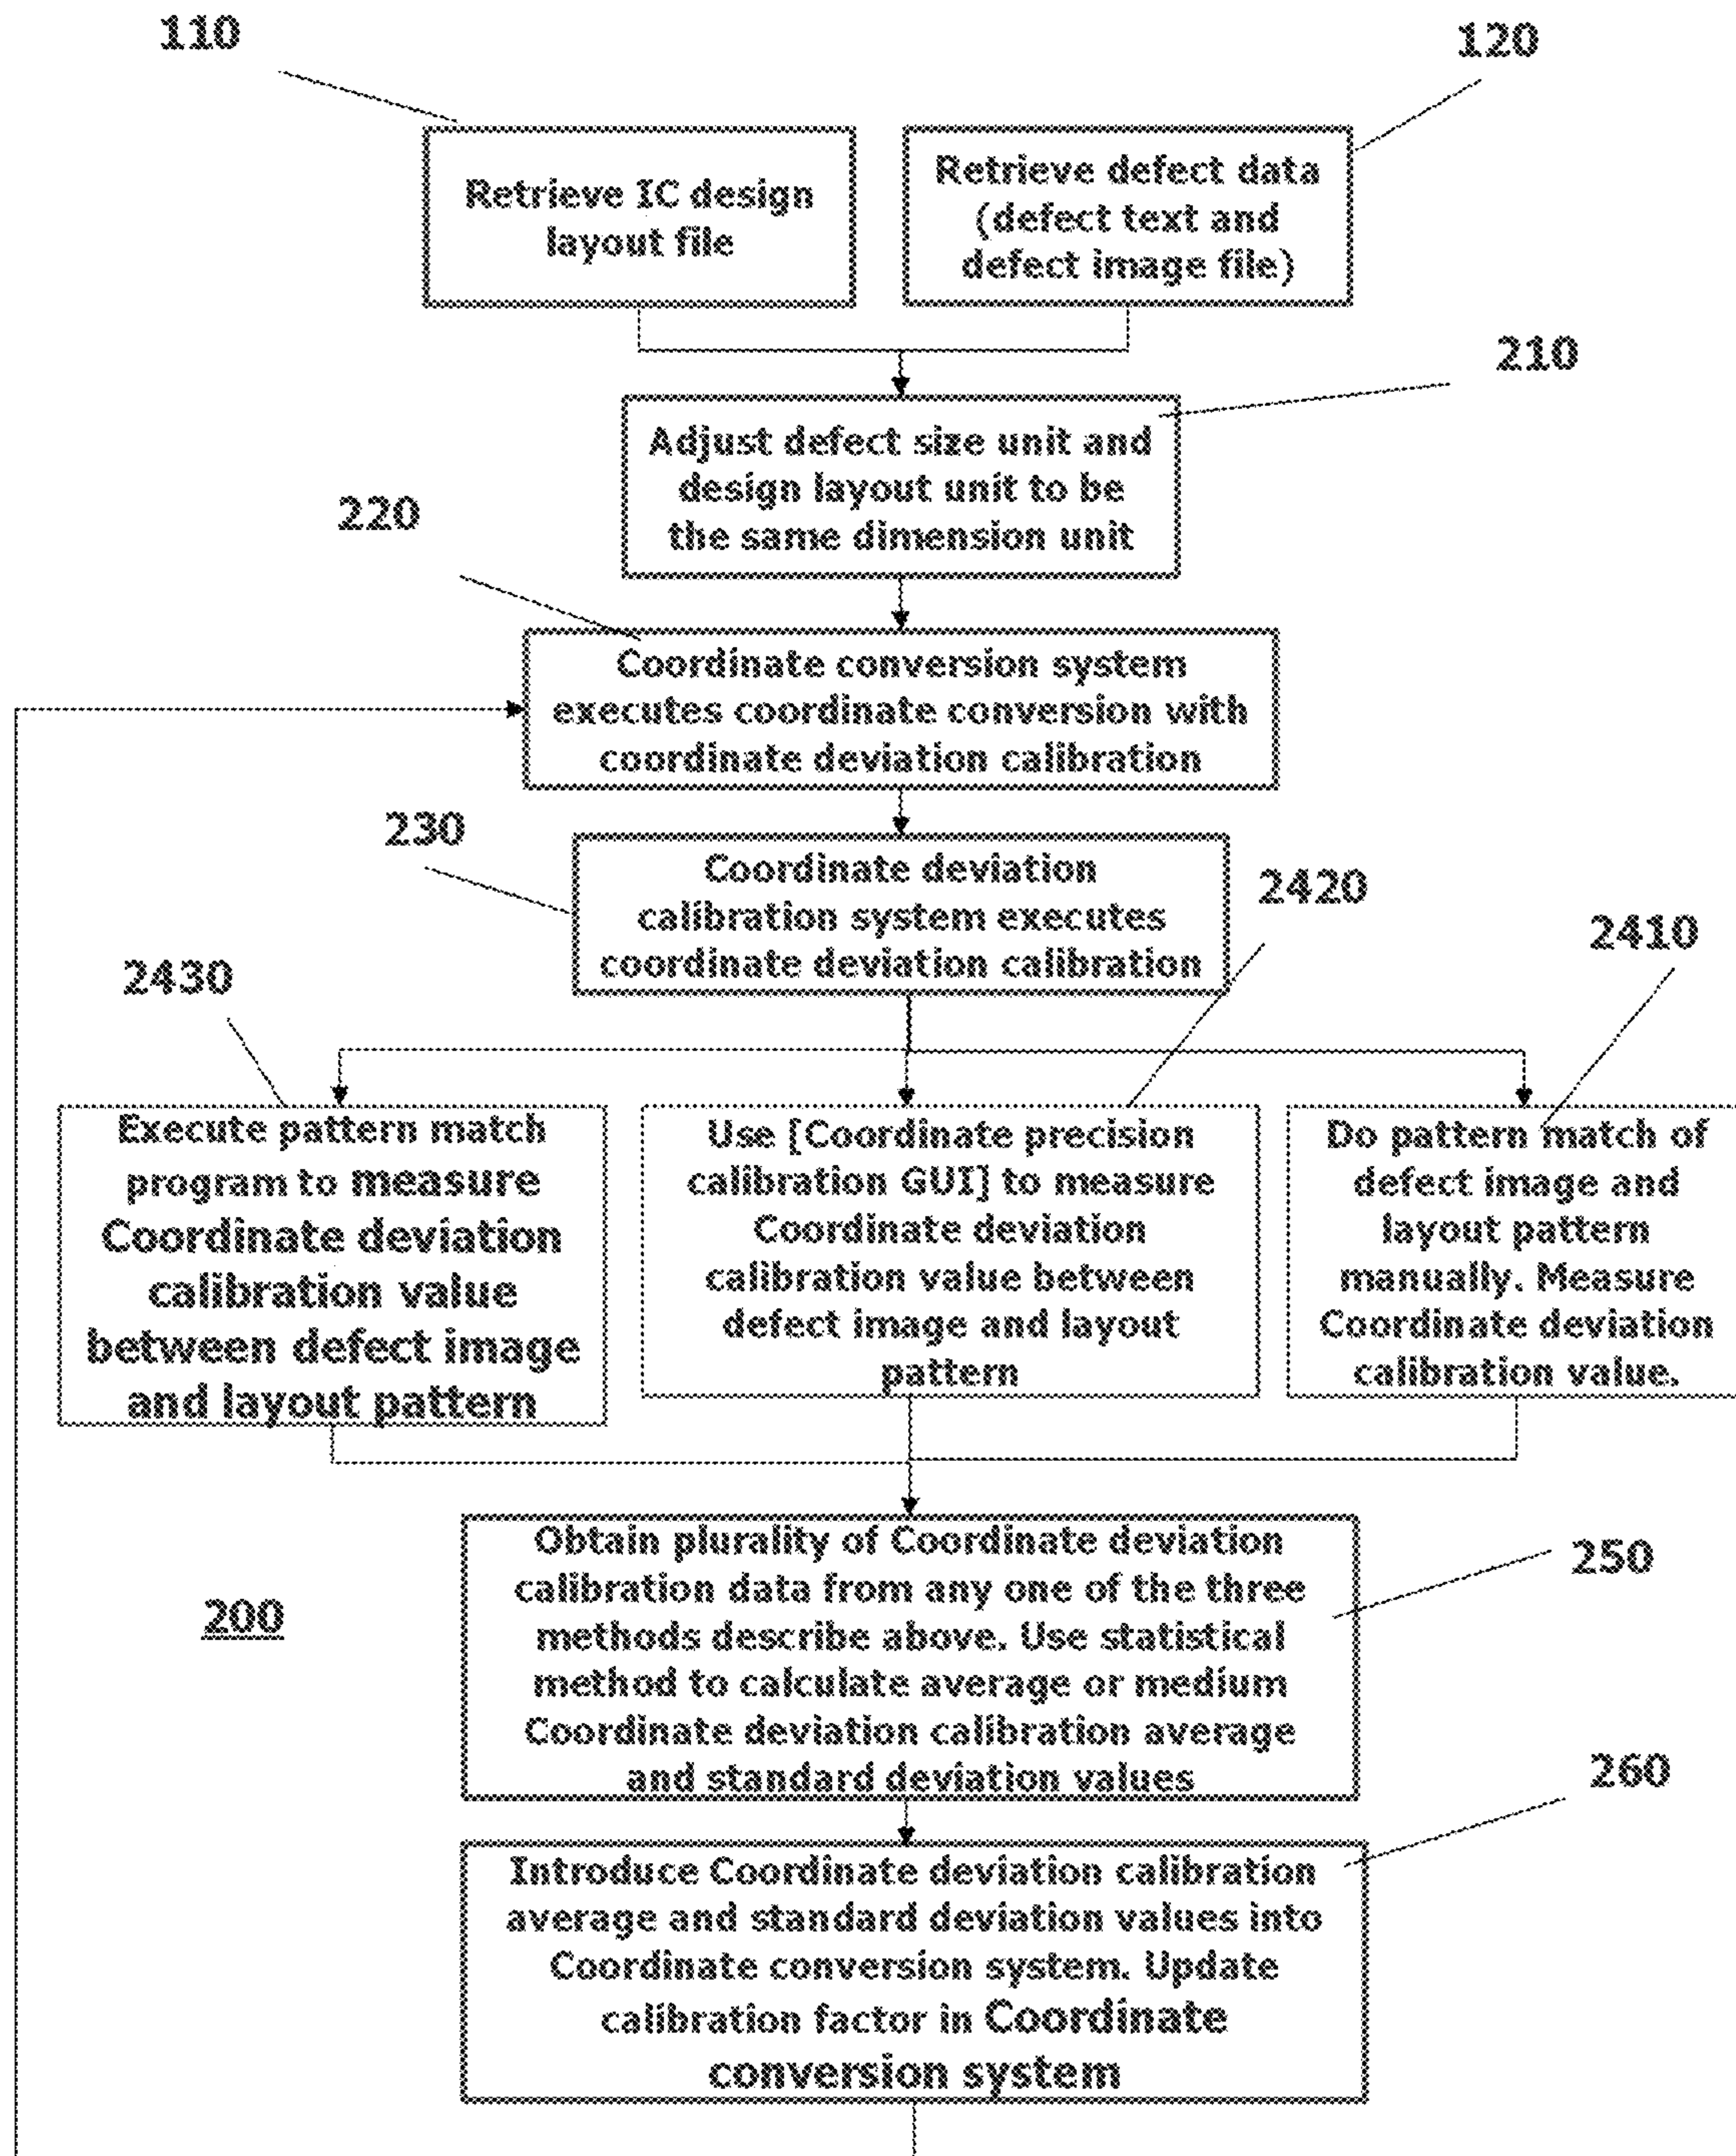 110
120
Retrieve IC design
layout file
Retrieve defect data
(defect text and
defect image file)
210
Adjust defect size unit and
design layout unit to be
the same dimension unit
220
Coordinate conversion system
executes coordinate conversion with
coordinate deviation calibration
230
Coordinate deviation
calibration system executes
coordinate deviation calibration
2420
2410
2430
Execute pattern match
program to measure
Coordinate deviation
calibration value
between defect image
and layout pattern
Use [Coordinate precision
calibration GUI] to measure
Coordinate deviation
calibration value between
defect image and layout
pattern
Do pattern match of
defect image and
layout pattern
manually. Measure
Coordinate deviation
calibration value.
Obtain plurality of Coordinate deviation
calibration data from any one of the three
methods describe above. Use statistical
method to calculate average or medium
Coordinate deviation calibration average
and standard deviation values
250
200
260
Introduce Coordinate deviation calibration
average and standard deviation values into
Coordinate conversion system. Update
calibration factor in Coordinate
conversion system